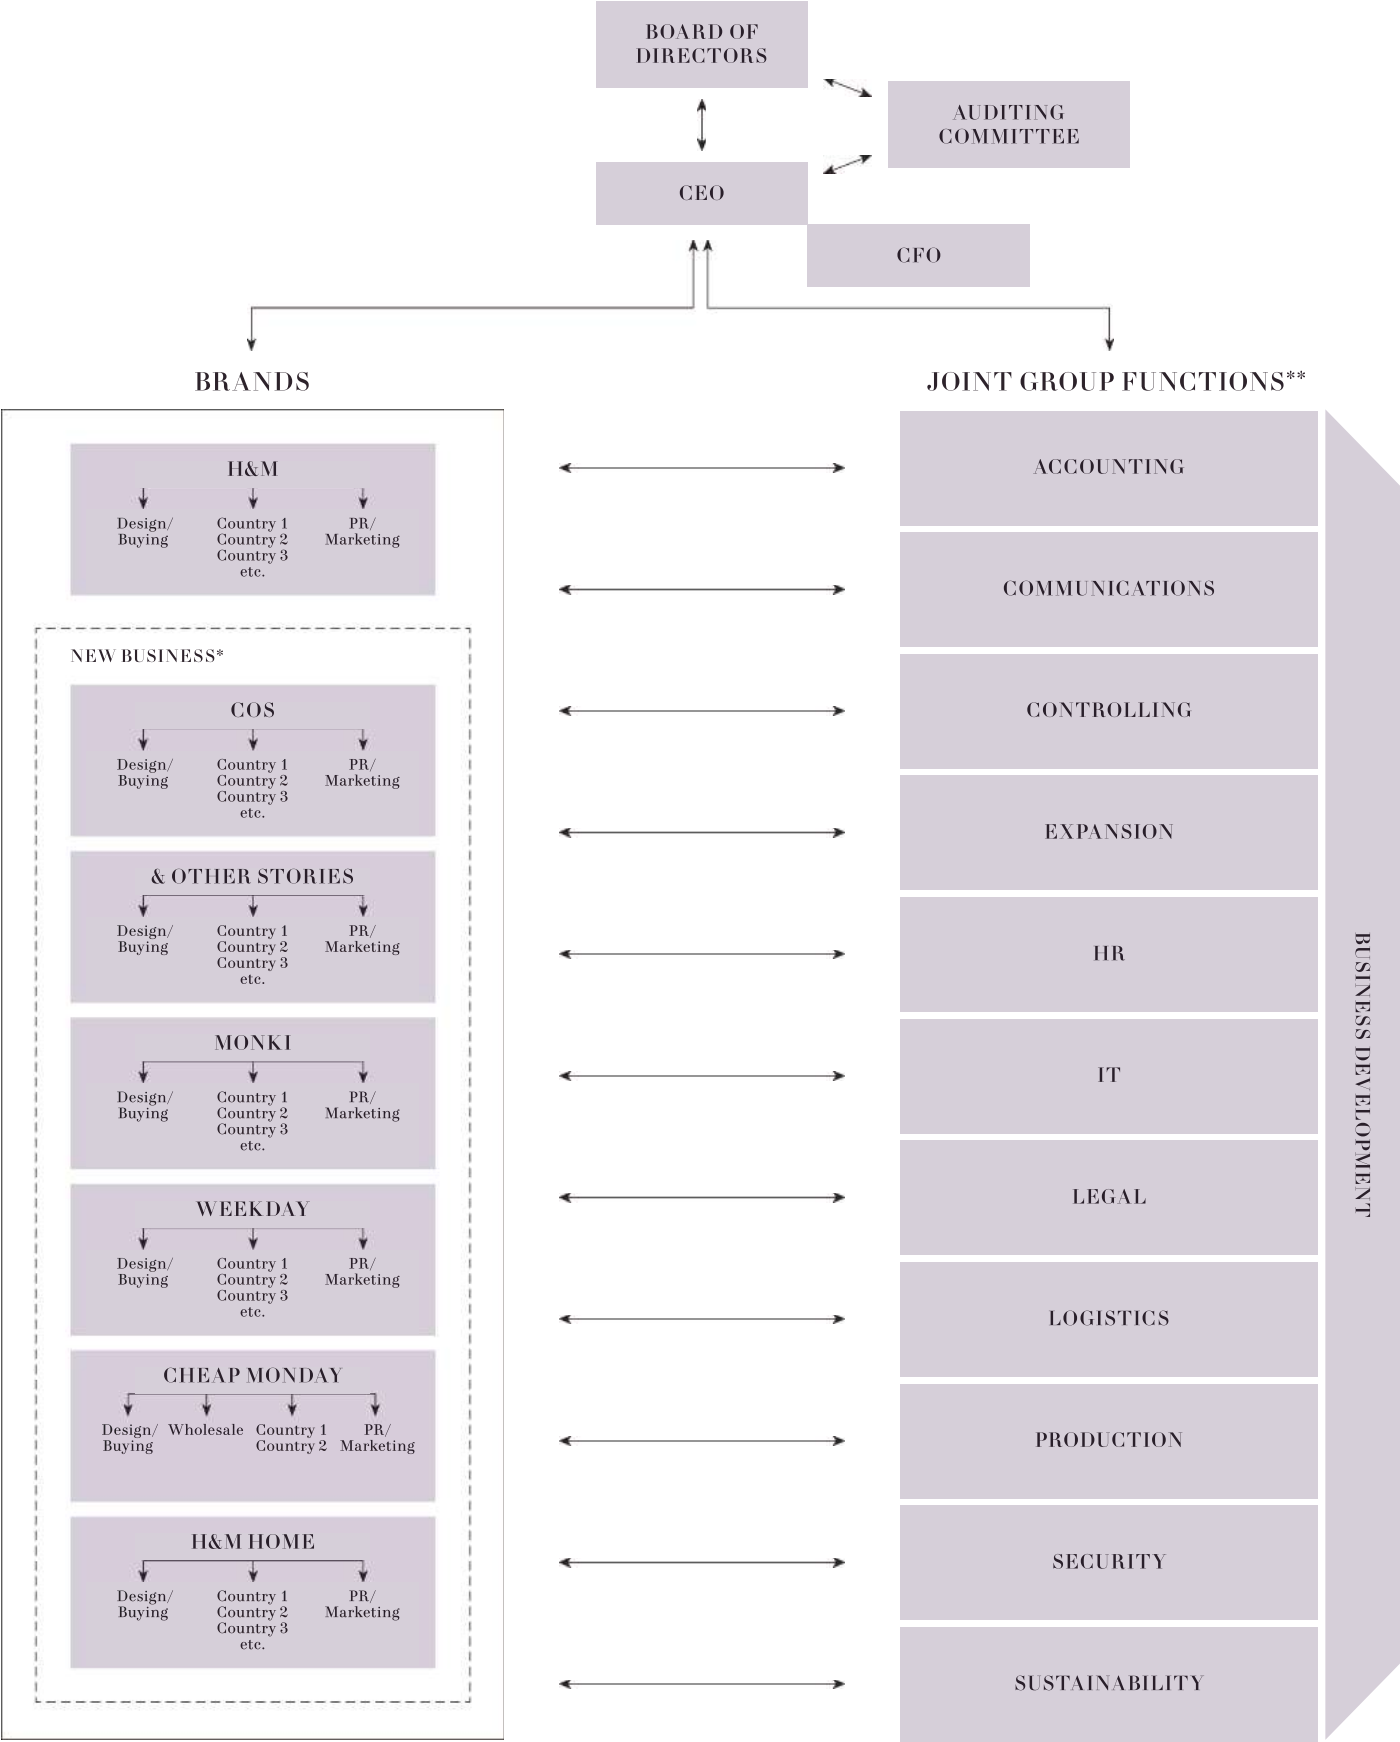 BOARD OF
DIRECTORS
AUDITING
COMMITTEE
CEO
CFO
BRANDS
H&M
Design/
Buying
Country 1
Country 2
Country 3
etc.
PR/
Marketing
NEW BUSINESS*
COS
Design/
Buying
Country 1
Country 2
Country 3
etc.
PR/
Marketing
& OTHER STORIES
Design/
Buying
Country 1
Country 2
Country 3
etc.
PR/
Marketing
MONKI
Design/
Buying
Country 1
Country 2
Country 3
etc.
PR/
Marketing
WEEKDAY
Design/
Buying
Country 1
Country 2
Country 3
etc.
PR/
Marketing
CHEAP MONDAY
Design/
Buying
Wholesale
Country 1
Country 2
PR/
Marketing
H&M HOME
Design/
Buying
Country 1
Country 2
Country 3
etc.
PR/
Marketing
JOINT GROUP FUNCTIONS**
ACCOUNTING
COMMUNICATIONS
CONTROLLING
EXPANSION
HR
IT
LEGAL
LOGISTICS
PRODUCTION
SECURITY
SUSTAINABILITY
BUSINESS DEVELOPMENT